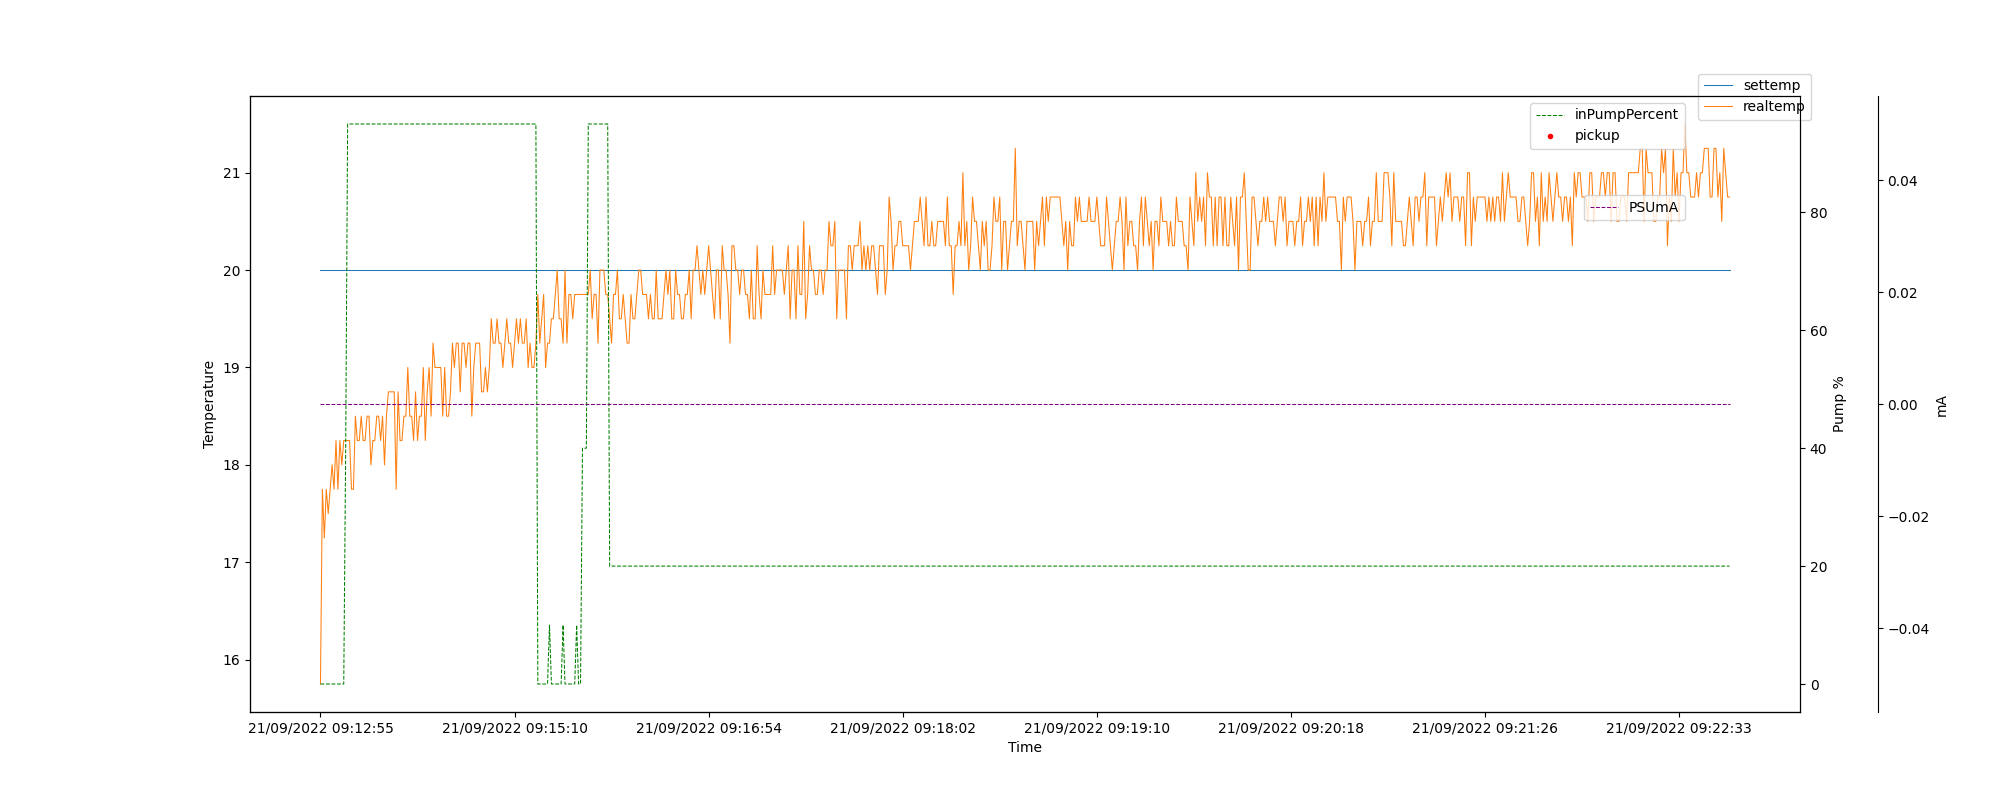 settemp
realtemp
inPumpPercent
pickup
PSUmA
Temperature
21
20
19
18
17
16
Pump %
80
60
40
20
0
mA
0.04
0.02
0.00
−0.02
−0.04
21/09/2022 09:12:55
21/09/2022 09:15:10
21/09/2022 09:16:54
21/09/2022 09:18:02
21/09/2022 09:19:10
21/09/2022 09:20:18
21/09/2022 09:21:26
21/09/2022 09:22:33
Time